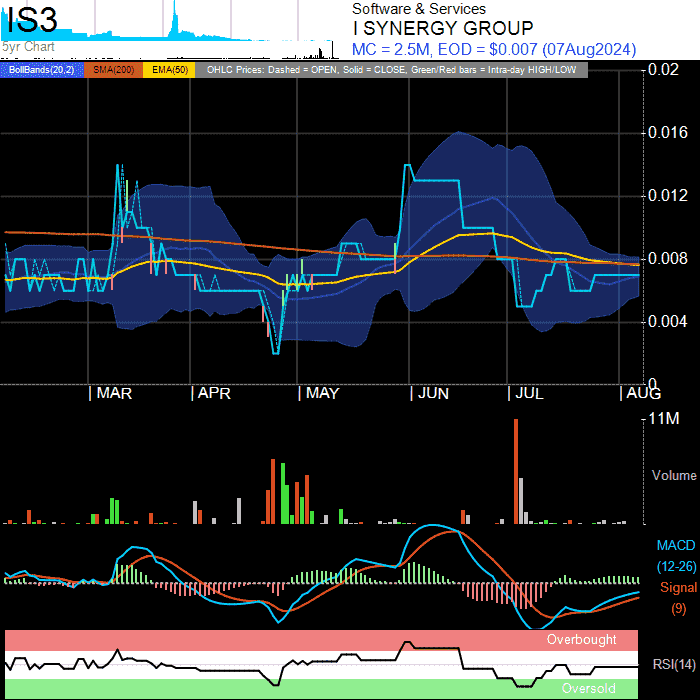 IS3
Software & Services
I SYNERGY GROUP
5yr Chart
MC = 2.5M, EOD = $0.007 (07Aug2024)
BollBands(20,2) SMA(200) EMA(50) OHLC Prices: Dashed = OPEN, Solid = CLOSE, Green/Red bars = Intra-day HIGH/LOW
0.02
0.016
0.012
0.008
0.004
0
| MAR | APR | MAY | JUN | JUL | AUG
11M
Volume
MACD
(12-26)
Signal
(9)
Overbought
RSI(14)
Oversold